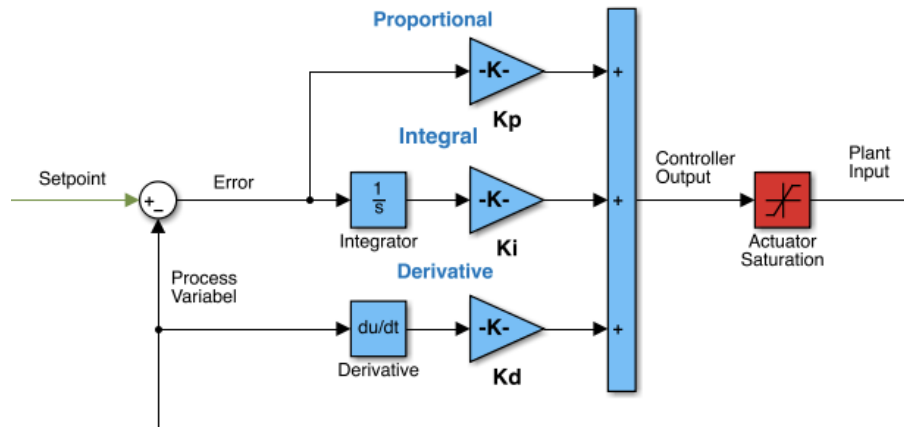 Proportional
-K-
+
Kp
Integral
Setpoint
+
−
Error
1
s
Integrator
-K-
Ki
+
Controller
Output
Plant
Input
Actuator
Saturation
Derivative
Process
Variabel
du/dt
Derivative
-K-
Kd
+